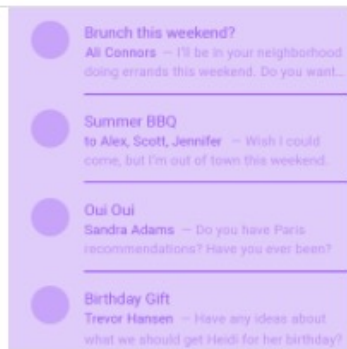 Brunch this weekend?
Ali Connors — I'll be in your neighborhood
doing errands this weekend. Do you want...
Summer BBQ
to Alex, Scott, Jennifer — Wish I could
come, but I'm out of town this weekend.
Oui Oui
Sandra Adams — Do you have Paris
recommendations? Have you ever been?
Birthday Gift
Trevor Hansen — Have any ideas about
what we should get Heidi for her birthday?